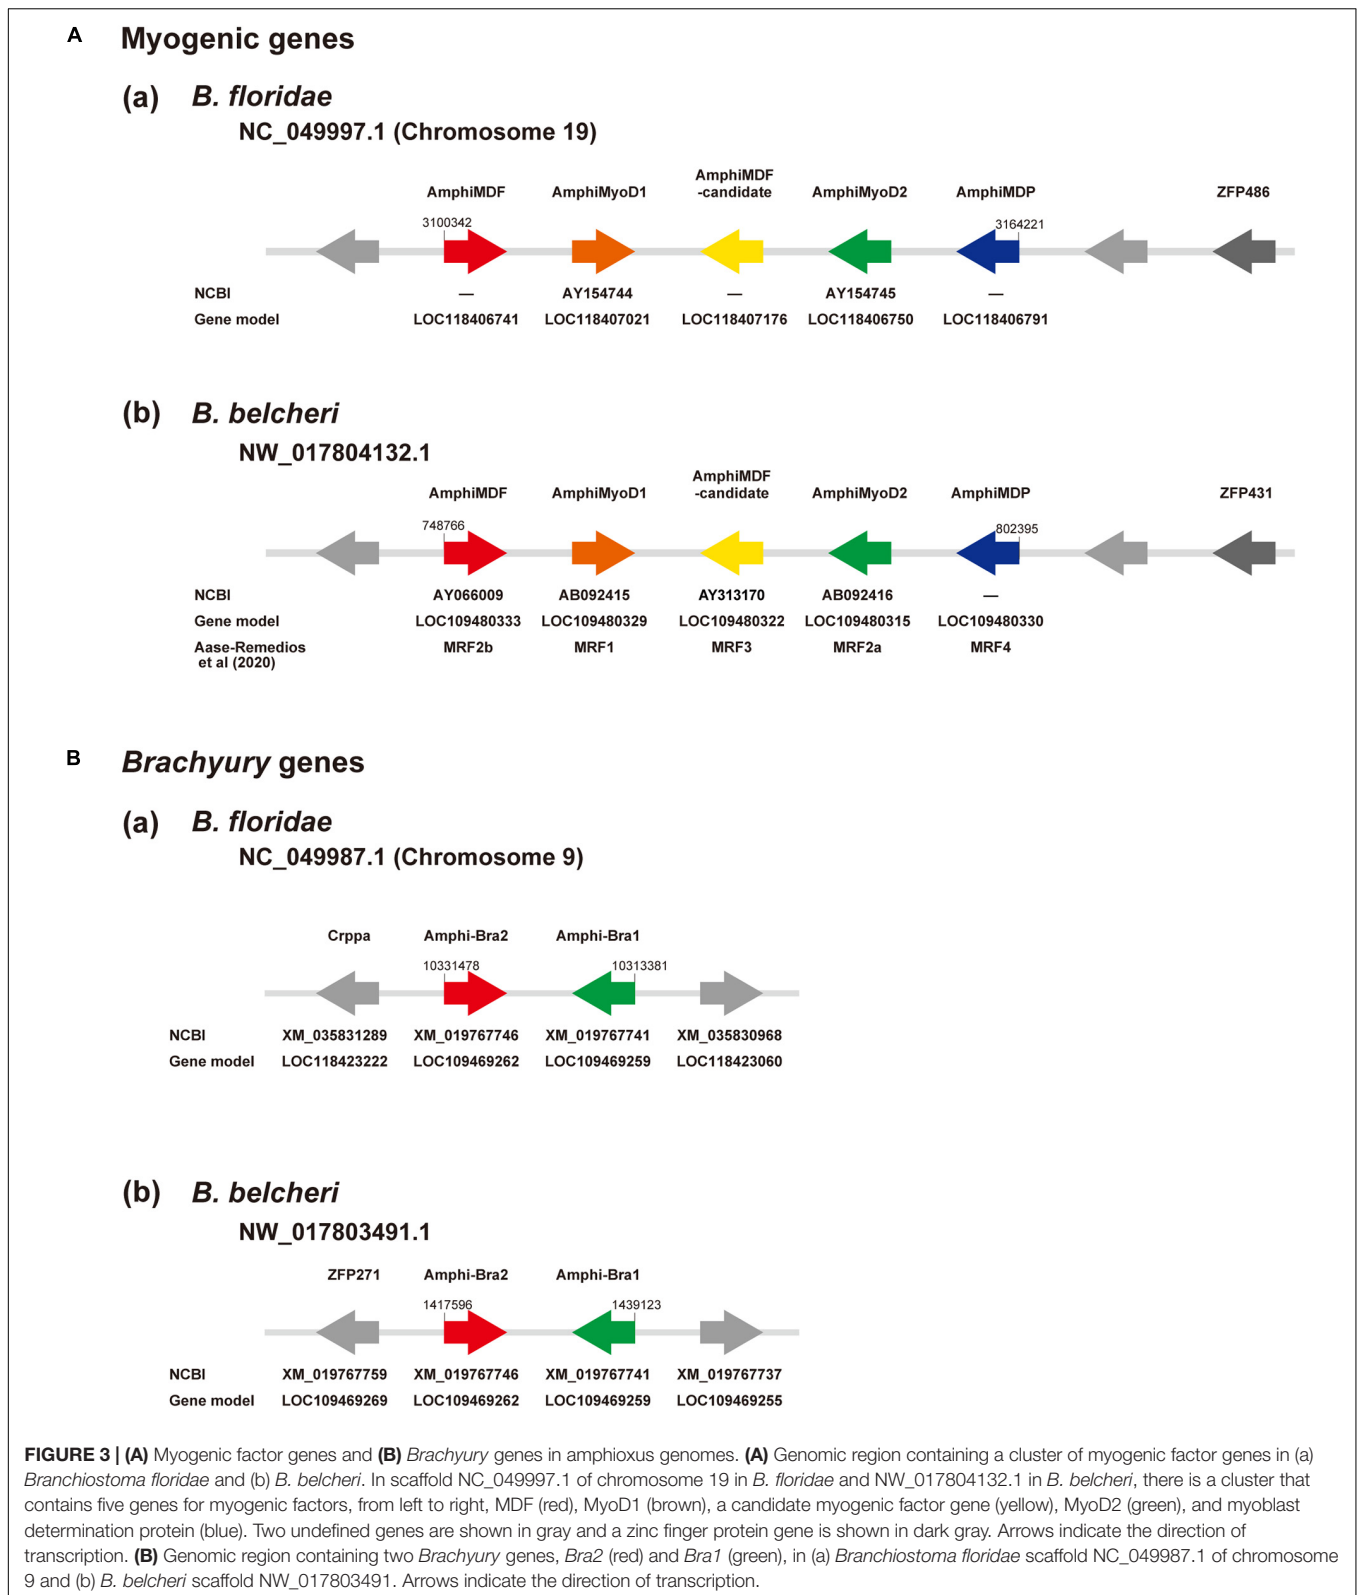 A Myogenic genes
(a) B. floridae
NC_049997.1 (Chromosome 19)
AmphiMDF AmphiMyoD1 AmphiMDF -candidate AmphiMyoD2 AmphiMDP ZFP486
3100342 3164221
NCBI — AY154744 — AY154745 —
Gene model LOC118406741 LOC118407021 LOC118407176 LOC118406750 LOC118406791
(b) B. belcheri
NW_017804132.1
AmphiMDF AmphiMyoD1 AmphiMDF -candidate AmphiMyoD2 AmphiMDP ZFP431
748766 802395
NCBI AY066009 AB092415 AY313170 AB092416 —
Gene model LOC109480333 LOC109480329 LOC109480322 LOC109480315 LOC109480330
Aase-Remedios MRF2b MRF1 MRF3 MRF2a MRF4
et al (2020)
B Brachyury genes
(a) B. floridae
NC_049987.1 (Chromosome 9)
Crppa Amphi-Bra2 Amphi-Bra1
10331478 10313381
NCBI XM_035831289 XM_019767746 XM_019767741 XM_035830968
Gene model LOC118423222 LOC109469262 LOC109469259 LOC118423060
(b) B. belcheri
NW_017803491.1
ZFP271 Amphi-Bra2 Amphi-Bra1
1417596 1439123
NCBI XM_019767759 XM_019767746 XM_019767741 XM_019767737
Gene model LOC109469269 LOC109469262 LOC109469259 LOC109469255
FIGURE 3 | (A) Myogenic factor genes and (B) Brachyury genes in amphioxus genomes. (A) Genomic region containing a cluster of myogenic factor genes in (a)
Branchiostoma floridae and (b) B. belcheri. In scaffold NC_049997.1 of chromosome 19 in B. floridae and NW_017804132.1 in B. belcheri, there is a cluster that
contains five genes for myogenic factors, from left to right, MDF (red), MyoD1 (brown), a candidate myogenic factor gene (yellow), MyoD2 (green), and myoblast
determination protein (blue). Two undefined genes are shown in gray and a zinc finger protein gene is shown in dark gray. Arrows indicate the direction of
transcription. (B) Genomic region containing two Brachyury genes, Bra2 (red) and Bra1 (green), in (a) Branchiostoma floridae scaffold NC_049987.1 of chromosome
9 and (b) B. belcheri scaffold NW_017803491. Arrows indicate the direction of transcription.